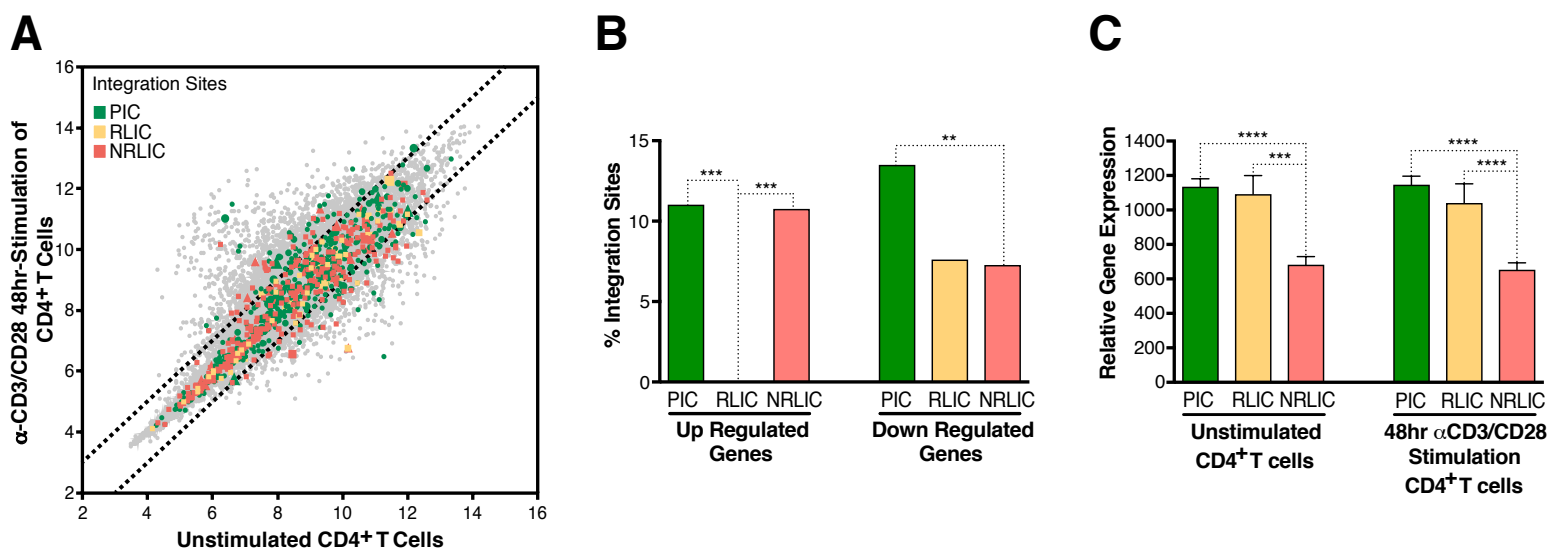 A
α-CD3/CD28 48hr-Stimulation of
CD4+ T Cells
16
14
12
10
8
6
4
2
Integration Sites
PIC
RLIC
NRLIC
2 4 6 8 10 12 14 16
Unstimulated CD4+ T Cells
B
% Integration Sites
15
10
5
0
***
***
**
PIC RLIC NRLIC
Up Regulated
Genes
PIC RLIC NRLIC
Down Regulated
Genes
C
Relative Gene Expression
1400
1200
1000
800
600
400
200
0
****
***
****
****
PIC RLIC NRLIC
Unstimulated
CD4+T cells
PIC RLIC NRLIC
48hr αCD3/CD28
Stimulation
CD4+T cells